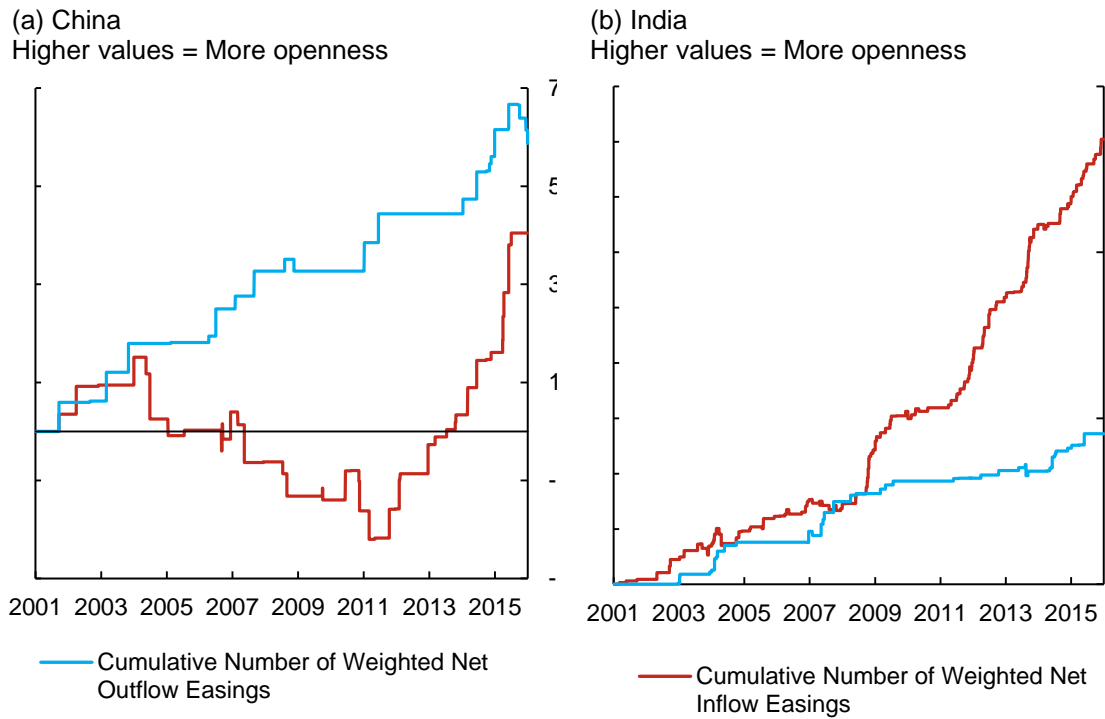 (a) China
Higher values = More openness
(b) India
Higher values = More openness
7
5
3
1
-
-
2001 2003 2005 2007 2009 2011 2013 2015
2001 2003 2005 2007 2009 2011 2013 2015
Cumulative Number of Weighted Net
Outflow Easings
Cumulative Number of Weighted Net
Inflow Easings